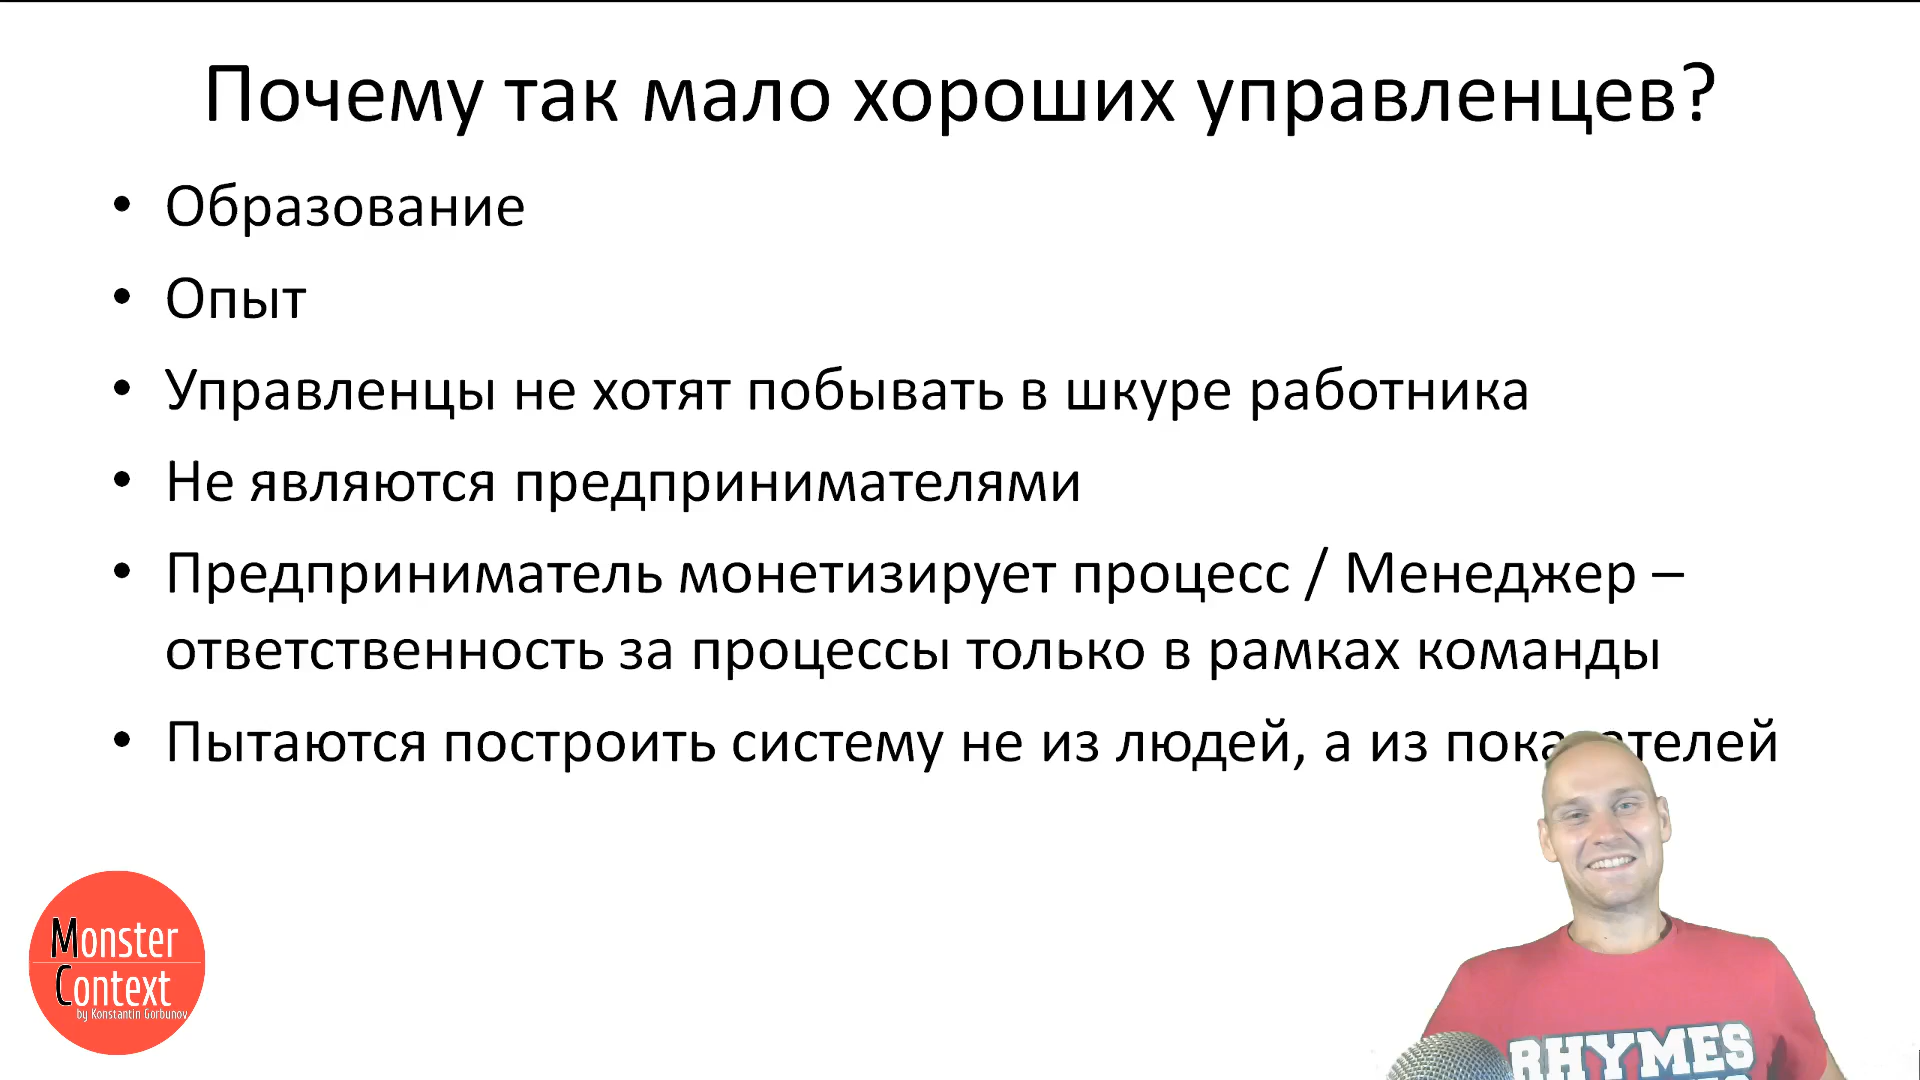 Почему так мало хороших управленцев?
• Образование
• Опыт
• Управленцы не хотят побывать в шкуре работника
• Не являются предпринимателями
• Предприниматель монетизирует процесс / Менеджер –
ответственность за процессы только в рамках команды
• Пытаются построить систему не из людей, а из показателей
Monster
Context
by Konstantin Gorbunov
RHYMES